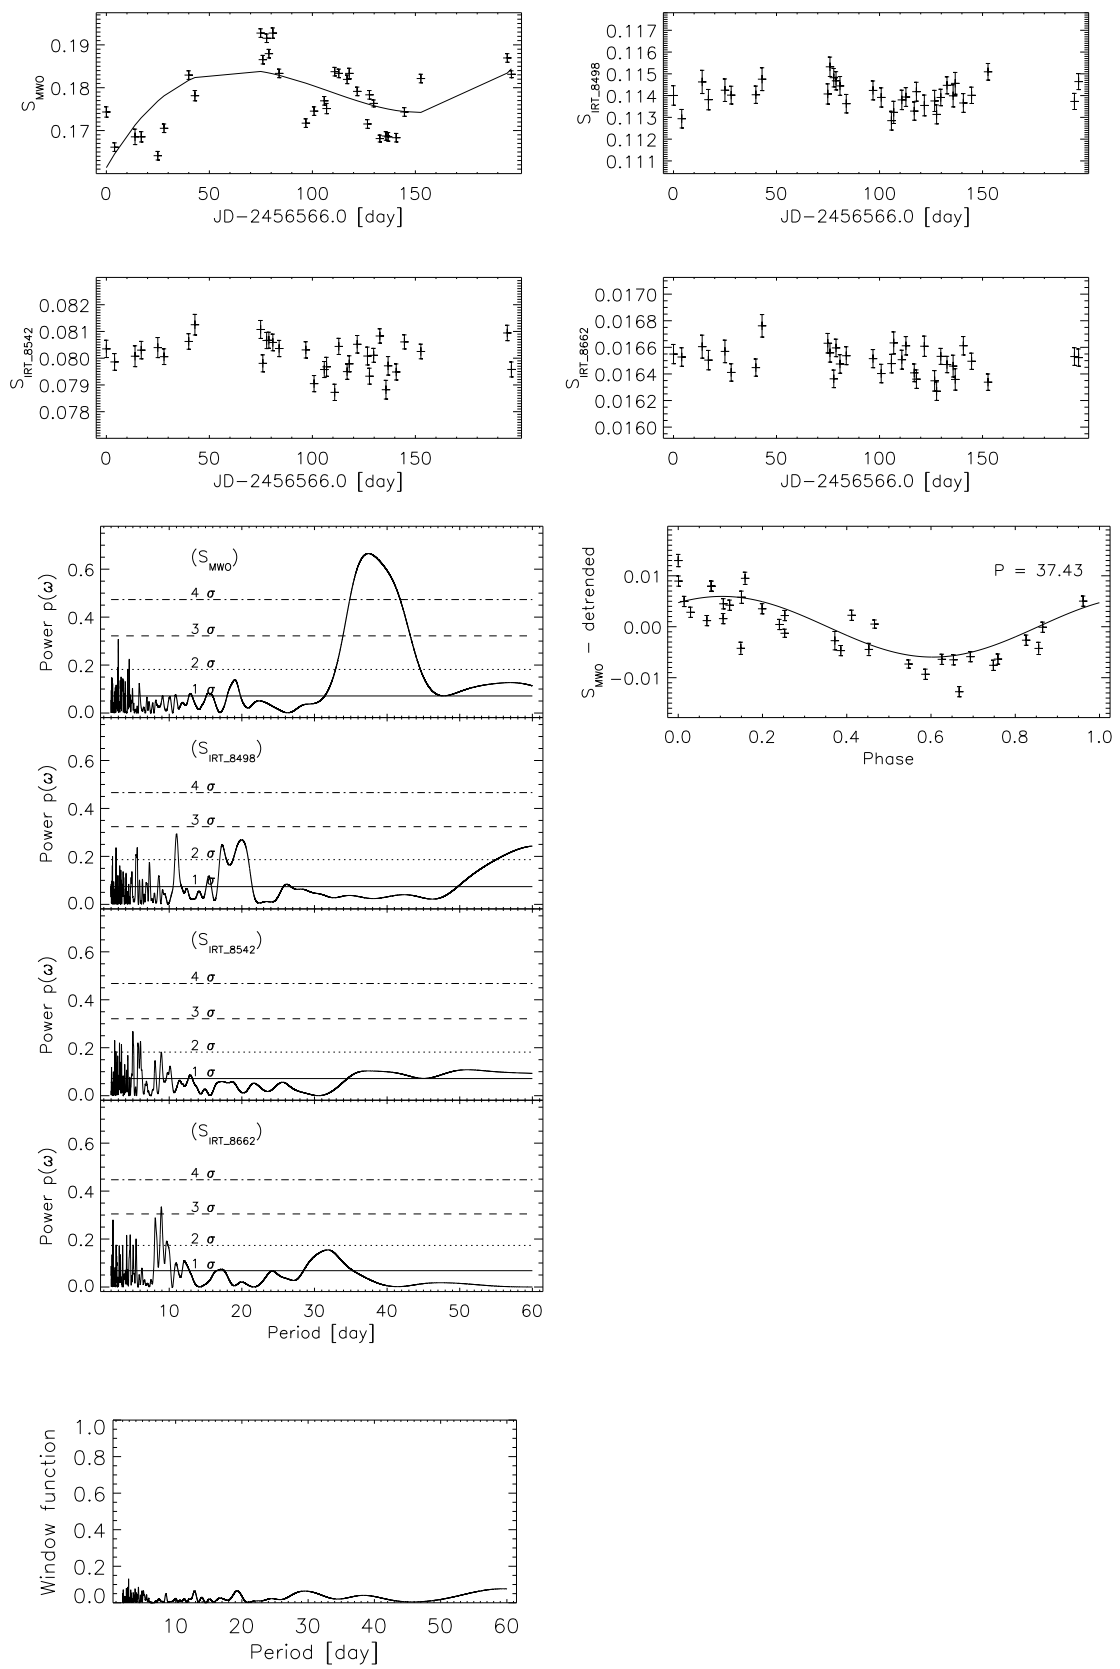 0.19
0.18
0.17
S_MWO
0 50 100 150
JD-2456566.0 [day]
0.117
0.116
0.115
0.114
0.113
0.112
0.111
S_IRT_8498
0 50 100 150
JD-2456566.0 [day]
0.082
0.081
0.080
0.079
0.078
S_IRT_8542
0 50 100 150
JD-2456566.0 [day]
0.0170
0.0168
0.0166
0.0164
0.0162
0.0160
S_IRT_8662
0 50 100 150
JD-2456566.0 [day]
(S_MWO)
0.6
4 σ
0.4
3 σ
2 σ
0.2
1 σ
0.0
Power p(ω)
0.01
0.00
-0.01
S_MWO - detrended
P = 37.43
0.0 0.2 0.4 0.6 0.8 1.0
Phase
(S_IRT_8498)
0.6
4 σ
0.4
3 σ
2 σ
0.2
1 σ
0.0
Power p(ω)
(S_IRT_8542)
0.6
4 σ
0.4
3 σ
2 σ
0.2
1 σ
0.0
Power p(ω)
(S_IRT_8662)
0.6
4 σ
0.4
3 σ
2 σ
0.2
1 σ
0.0
Power p(ω)
10 20 30 40 50 60
Period [day]
1.0
0.8
0.6
0.4
0.2
0.0
Window function
10 20 30 40 50 60
Period [day]